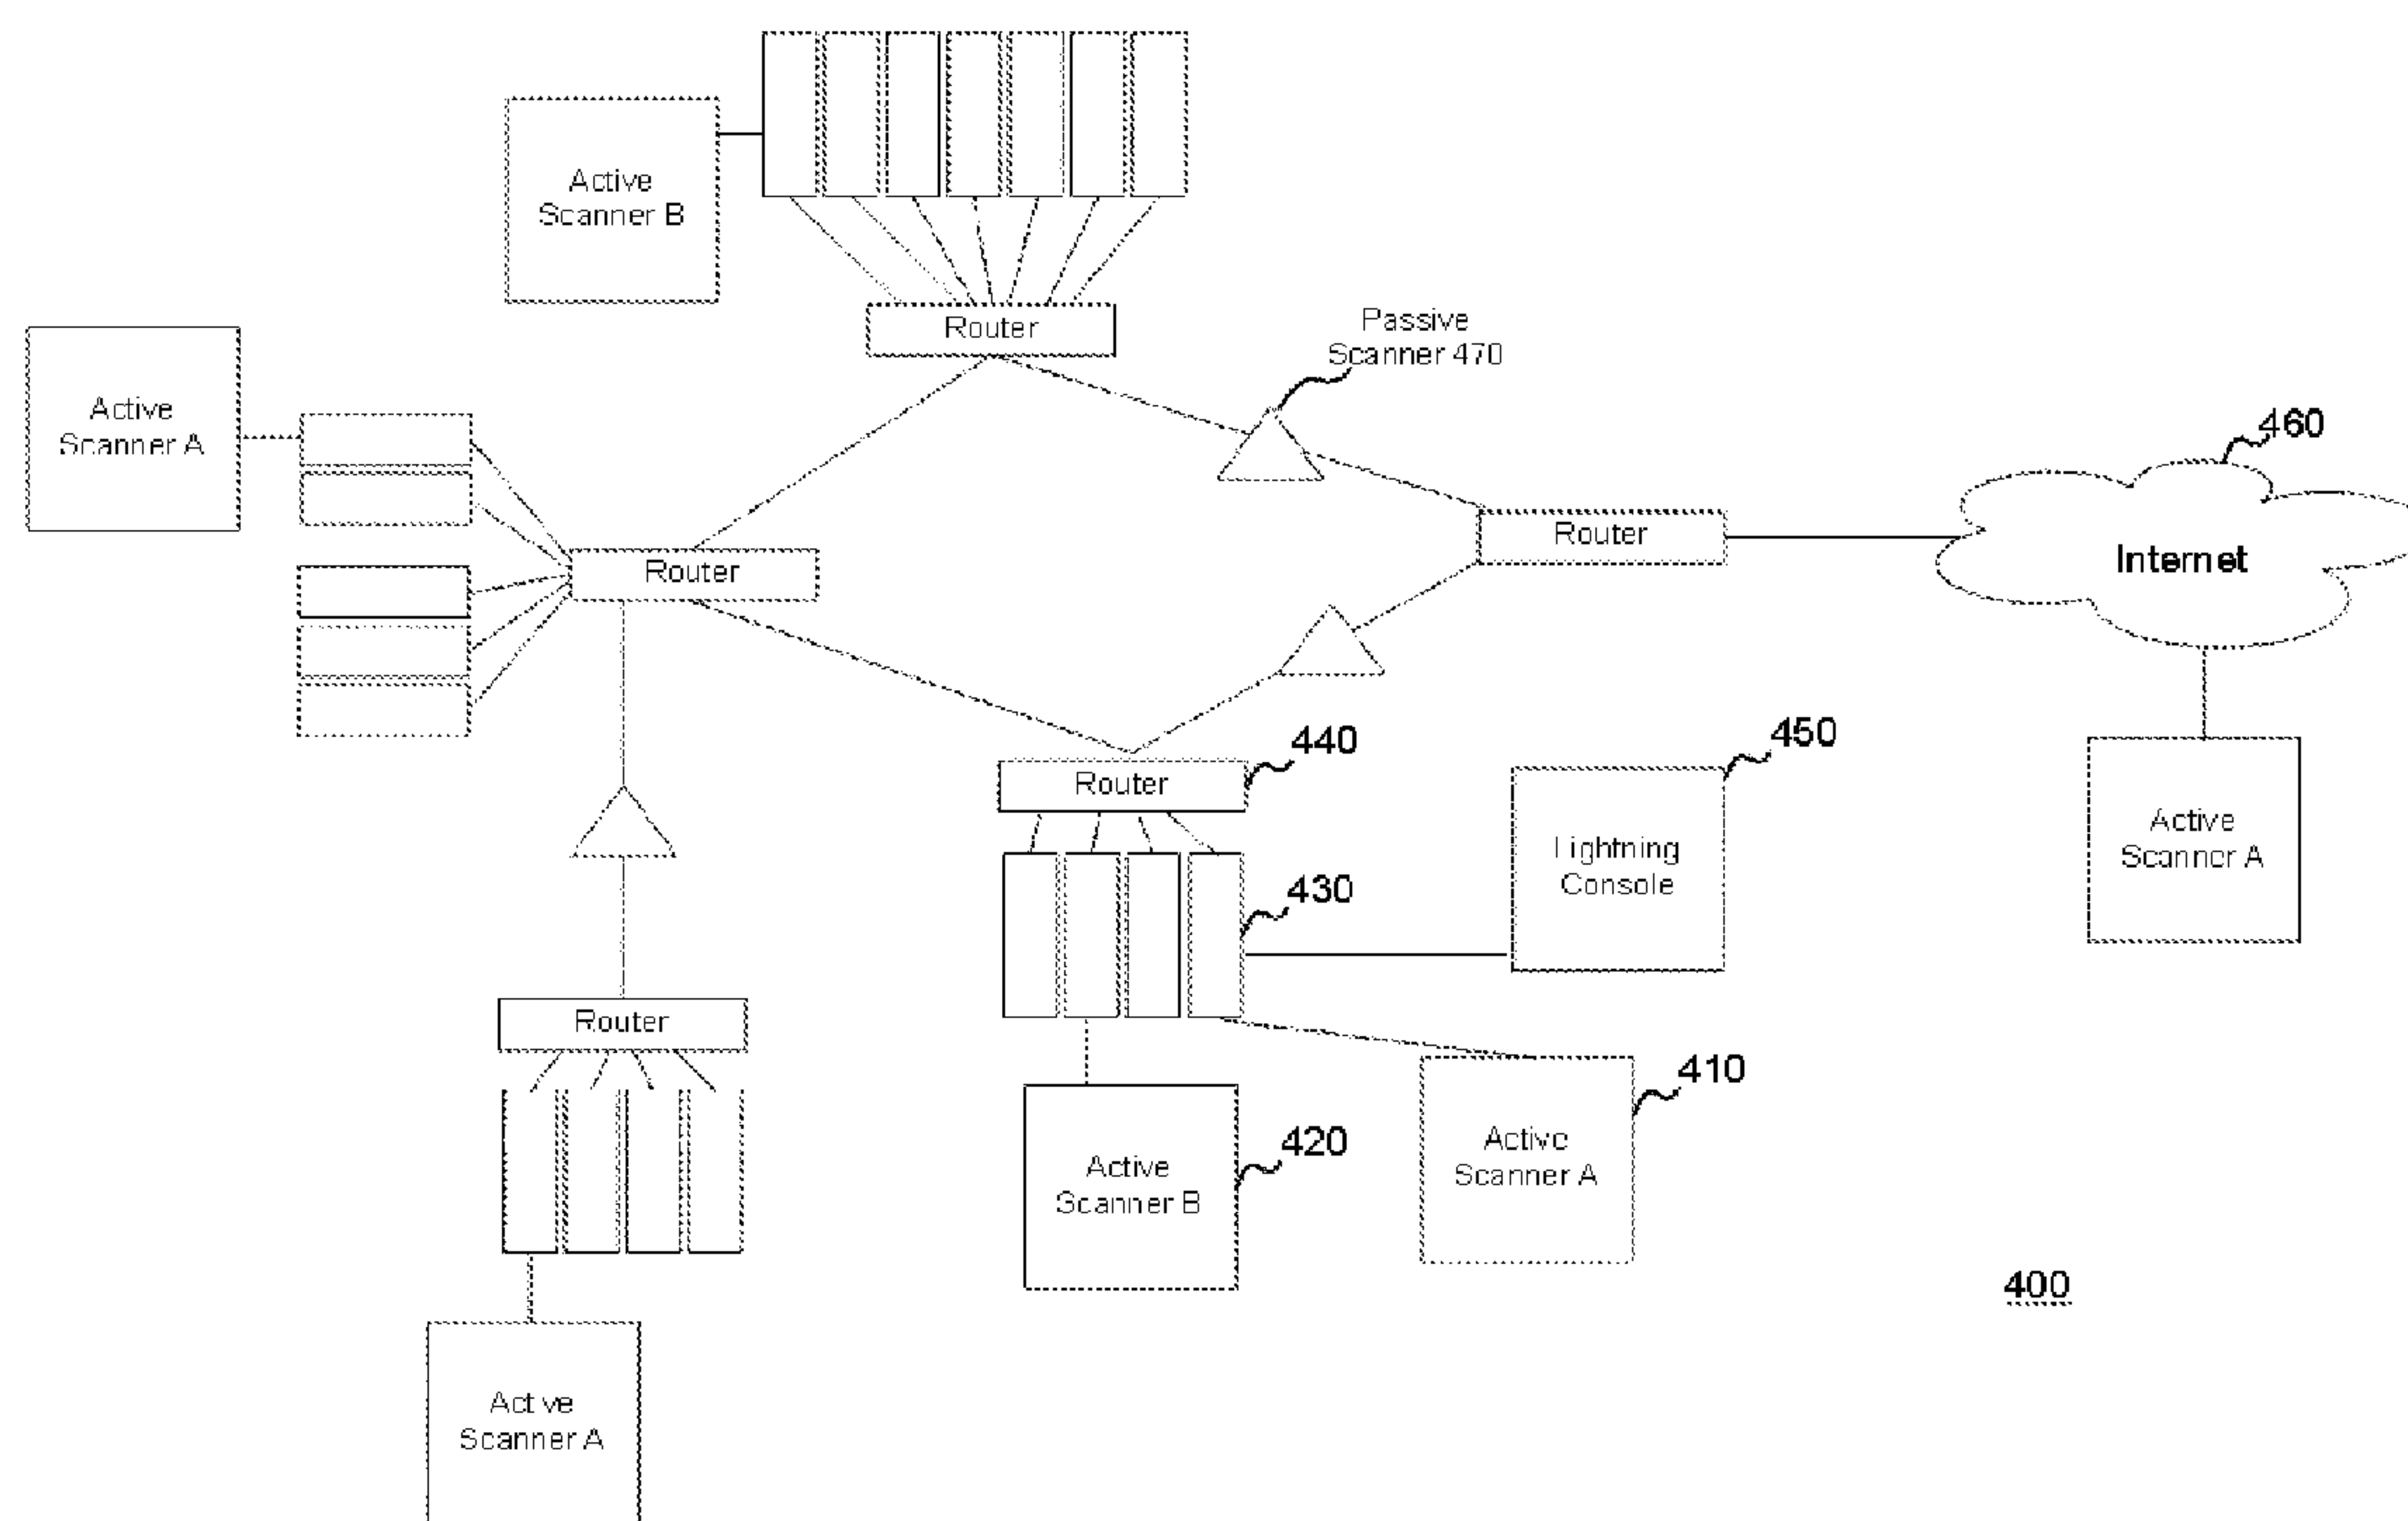 Active
Scanner B
Router
Passive
Scanner 470
Active
Scanner A
460
Router
Internet
Router
440
450
Router
Lightning
Console
Active
Scanner A
430
Router
410
420
Active
Scanner A
Active
Scanner B
400
Active
Scanner A